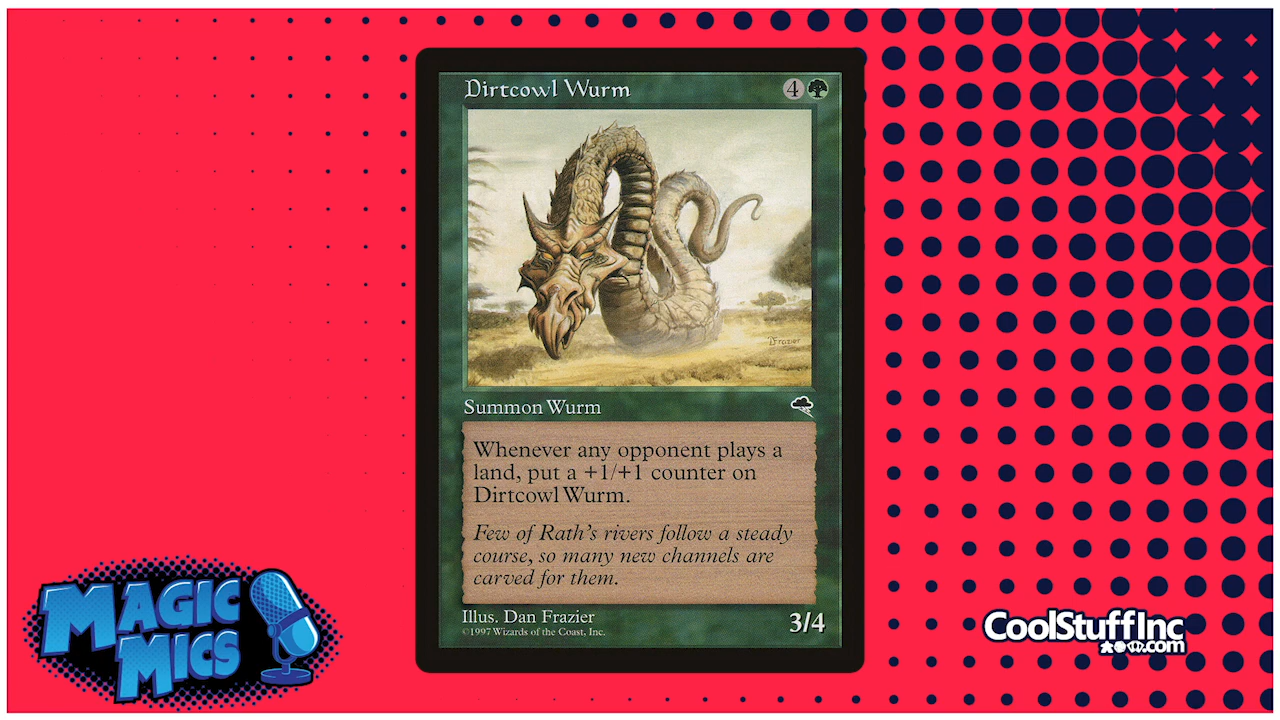 Dirtcowl Wurm 4
DFrazier
Summon Wurm
Whenever any opponent plays a
land, put a +1/+1 counter on
Dirtcowl Wurm.
Few of Rath's rivers follow a steady
course, so many new channels are
carved for them.
Illus. Dan Frazier
©1997 Wizards of the Coast, Inc.
3/4
MAGIC
MICS
CoolStuffInc
.com